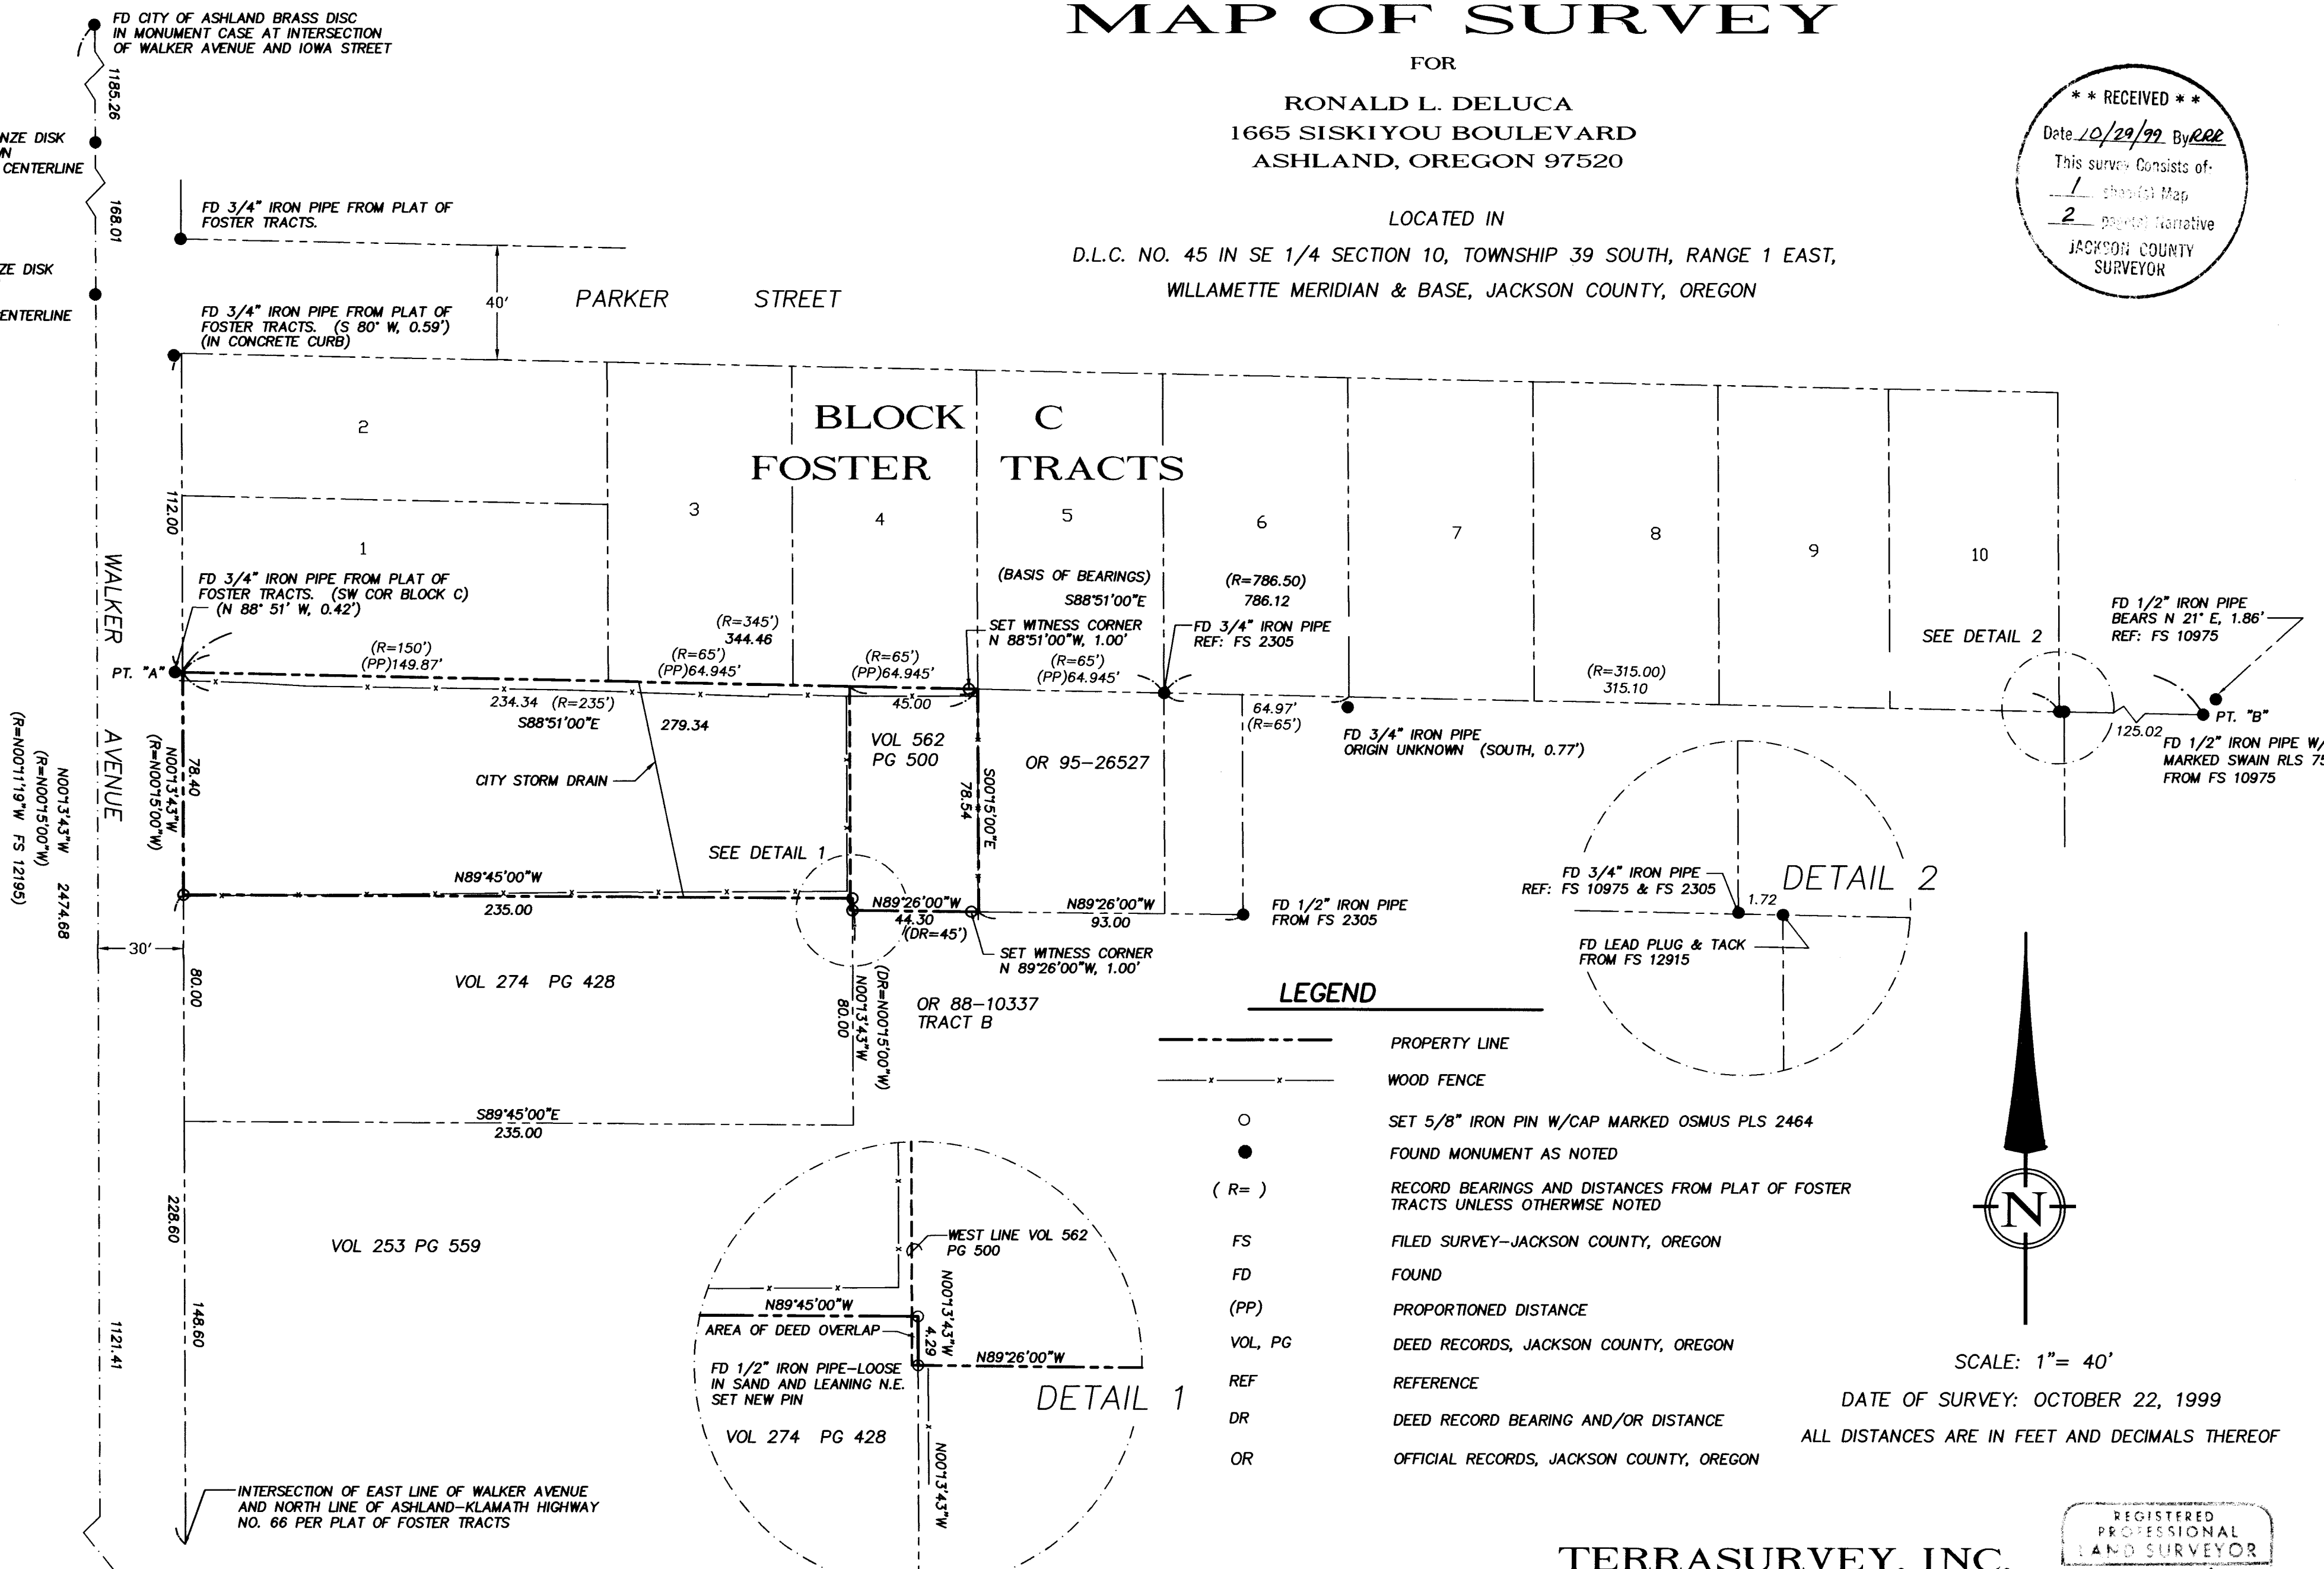 MAP OF SURVEY
FOR
RONALD L. DELUCA
1665 SISKIYOU BOULEVARD
ASHLAND, OREGON 97520
LOCATED IN
D.L.C. NO. 45 IN SE 1/4 SECTION 10, TOWNSHIP 39 SOUTH, RANGE 1 EAST,
WILLAMETTE MERIDIAN & BASE, JACKSON COUNTY, OREGON
* * RECEIVED * *
Date 10/29/99 By RRR
This survey Consists of:
1 sheet(s) Map
2 page(s) Narrative
JACKSON COUNTY
SURVEYOR
FD CITY OF ASHLAND BRASS DISC
IN MONUMENT CASE AT INTERSECTION
OF WALKER AVENUE AND IOWA STREET
1185.26
NZE DISK
CENTERLINE
168.01
ZE DISK
ENTERLINE
FD 3/4" IRON PIPE FROM PLAT OF
FOSTER TRACTS.
40'
PARKER STREET
FD 3/4" IRON PIPE FROM PLAT OF
FOSTER TRACTS. (S 80° W, 0.59')
(IN CONCRETE CURB)
BLOCK C
FOSTER TRACTS
2
1
3
4
5
6
7
8
9
10
112.00
WALKER AVENUE
FD 3/4" IRON PIPE FROM PLAT OF
FOSTER TRACTS. (SW COR BLOCK C)
(N 88° 51' W, 0.42')
PT. "A"
(R=150')
(PP)149.87'
(R=345')
344.46
(R=65')
(PP)64.945'
(R=65')
(PP)64.945'
(BASIS OF BEARINGS)
S88°51'00"E
SET WITNESS CORNER
N 88°51'00"W, 1.00'
(R=65')
(PP)64.945'
(R=786.50)
786.12
FD 3/4" IRON PIPE
REF: FS 2305
(R=315.00)
315.10
SEE DETAIL 2
FD 1/2" IRON PIPE
BEARS N 21° E, 1.86'
REF: FS 10975
PT. "B"
125.02
FD 1/2" IRON PIPE W/
MARKED SWAIN RLS 75
FROM FS 10975
234.34 (R=235')
S88°51'00"E
279.34
45.00
64.97'
(R=65')
FD 3/4" IRON PIPE
ORIGIN UNKNOWN (SOUTH, 0.77')
VOL 562
PG 500
OR 95-26527
CITY STORM DRAIN
S00°15'00"E
78.54
78.40
N00°13'43"W
(R=N00°15'00"W)
N00°13'43"W 2474.68
(R=N00°15'00"W)
(R=N00°11'19"W FS 12195)
SEE DETAIL 1
N89°45'00"W
235.00
N89°26'00"W
44.30
(DR=45')
N89°26'00"W
93.00
FD 1/2" IRON PIPE
FROM FS 2305
SET WITNESS CORNER
N 89°26'00"W, 1.00'
30'
80.00
VOL 274 PG 428
(DR=N00°15'00"W)
N00°13'43"W
80.00
OR 88-10337
TRACT B
S89°45'00"E
235.00
228.60
148.60
1121.41
VOL 253 PG 559
INTERSECTION OF EAST LINE OF WALKER AVENUE
AND NORTH LINE OF ASHLAND-KLAMATH HIGHWAY
NO. 66 PER PLAT OF FOSTER TRACTS
WEST LINE VOL 562
PG 500
N89°45'00"W
N00°13'43"W
4.29
AREA OF DEED OVERLAP
N89°26'00"W
FD 1/2" IRON PIPE-LOOSE
IN SAND AND LEANING N.E.
SET NEW PIN
VOL 274 PG 428
N00°13'43"W
DETAIL 1
FD 3/4" IRON PIPE
REF: FS 10975 & FS 2305
1.72
DETAIL 2
FD LEAD PLUG & TACK
FROM FS 12915
LEGEND
PROPERTY LINE
WOOD FENCE
SET 5/8" IRON PIN W/CAP MARKED OSMUS PLS 2464
FOUND MONUMENT AS NOTED
( R= ) RECORD BEARINGS AND DISTANCES FROM PLAT OF FOSTER
TRACTS UNLESS OTHERWISE NOTED
FS FILED SURVEY-JACKSON COUNTY, OREGON
FD FOUND
(PP) PROPORTIONED DISTANCE
VOL, PG DEED RECORDS, JACKSON COUNTY, OREGON
REF REFERENCE
DR DEED RECORD BEARING AND/OR DISTANCE
OR OFFICIAL RECORDS, JACKSON COUNTY, OREGON
N
SCALE: 1"= 40'
DATE OF SURVEY: OCTOBER 22, 1999
ALL DISTANCES ARE IN FEET AND DECIMALS THEREOF
TERRASURVEY, INC.
REGISTERED
PROFESSIONAL
LAND SURVEYOR